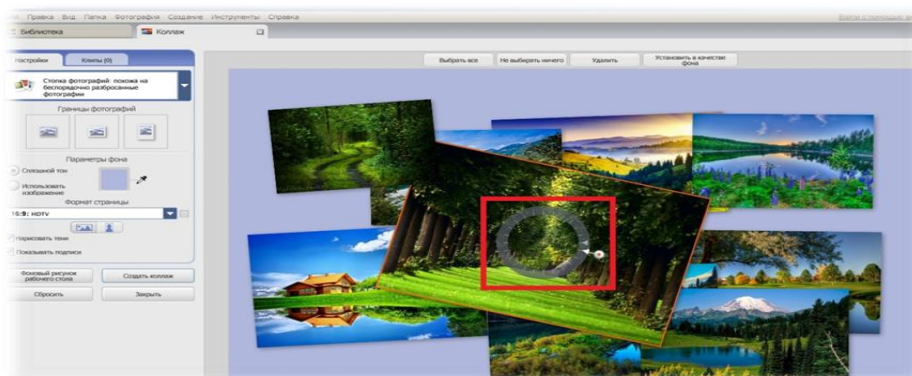 Правка Вид Папка Фотография Создание Инструменты Справка
Библиотека
Коллаж
Настройки
Клипы (0)
Выбрать все
Не выбирать ничего
Удалить
Установить в качестве
фона
Стопка фотографий: похожа на
беспорядочно разбросанные
фотографии
Границы фотографий
Параметры фона
Сплошной тон
Использовать
изображение
Формат страницы
16:9: HDTV
Рисовать тени
Показывать подписи
Фоновый рисунок
рабочего стола
Создать коллаж
Сбросить
Закрыть